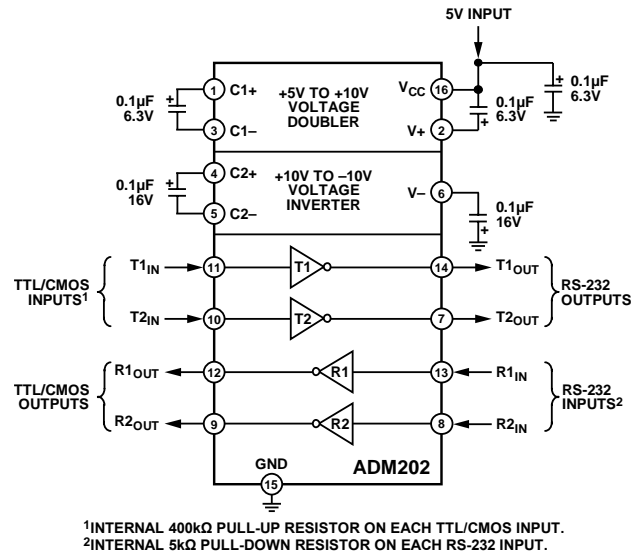 5V INPUT
1 C1+ +5V TO +10V VCC 16
0.1µF VOLTAGE 0.1µF 0.1µF
6.3V DOUBLER 6.3V 6.3V
3 C1– V+ 2
4 C2+ +10V TO –10V
0.1µF VOLTAGE V– 6
16V INVERTER 0.1µF
5 C2– 16V
TTL/CMOS INPUTS1 T1IN 11 T1 14 T1OUT RS-232 OUTPUTS
T2IN 10 T2 7 T2OUT
TTL/CMOS OUTPUTS R1OUT 12 R1 13 R1IN RS-232 INPUTS2
R2OUT 9 R2 8 R2IN
GND ADM202
15
1INTERNAL 400kΩ PULL-UP RESISTOR ON EACH TTL/CMOS INPUT.
2INTERNAL 5kΩ PULL-DOWN RESISTOR ON EACH RS-232 INPUT.